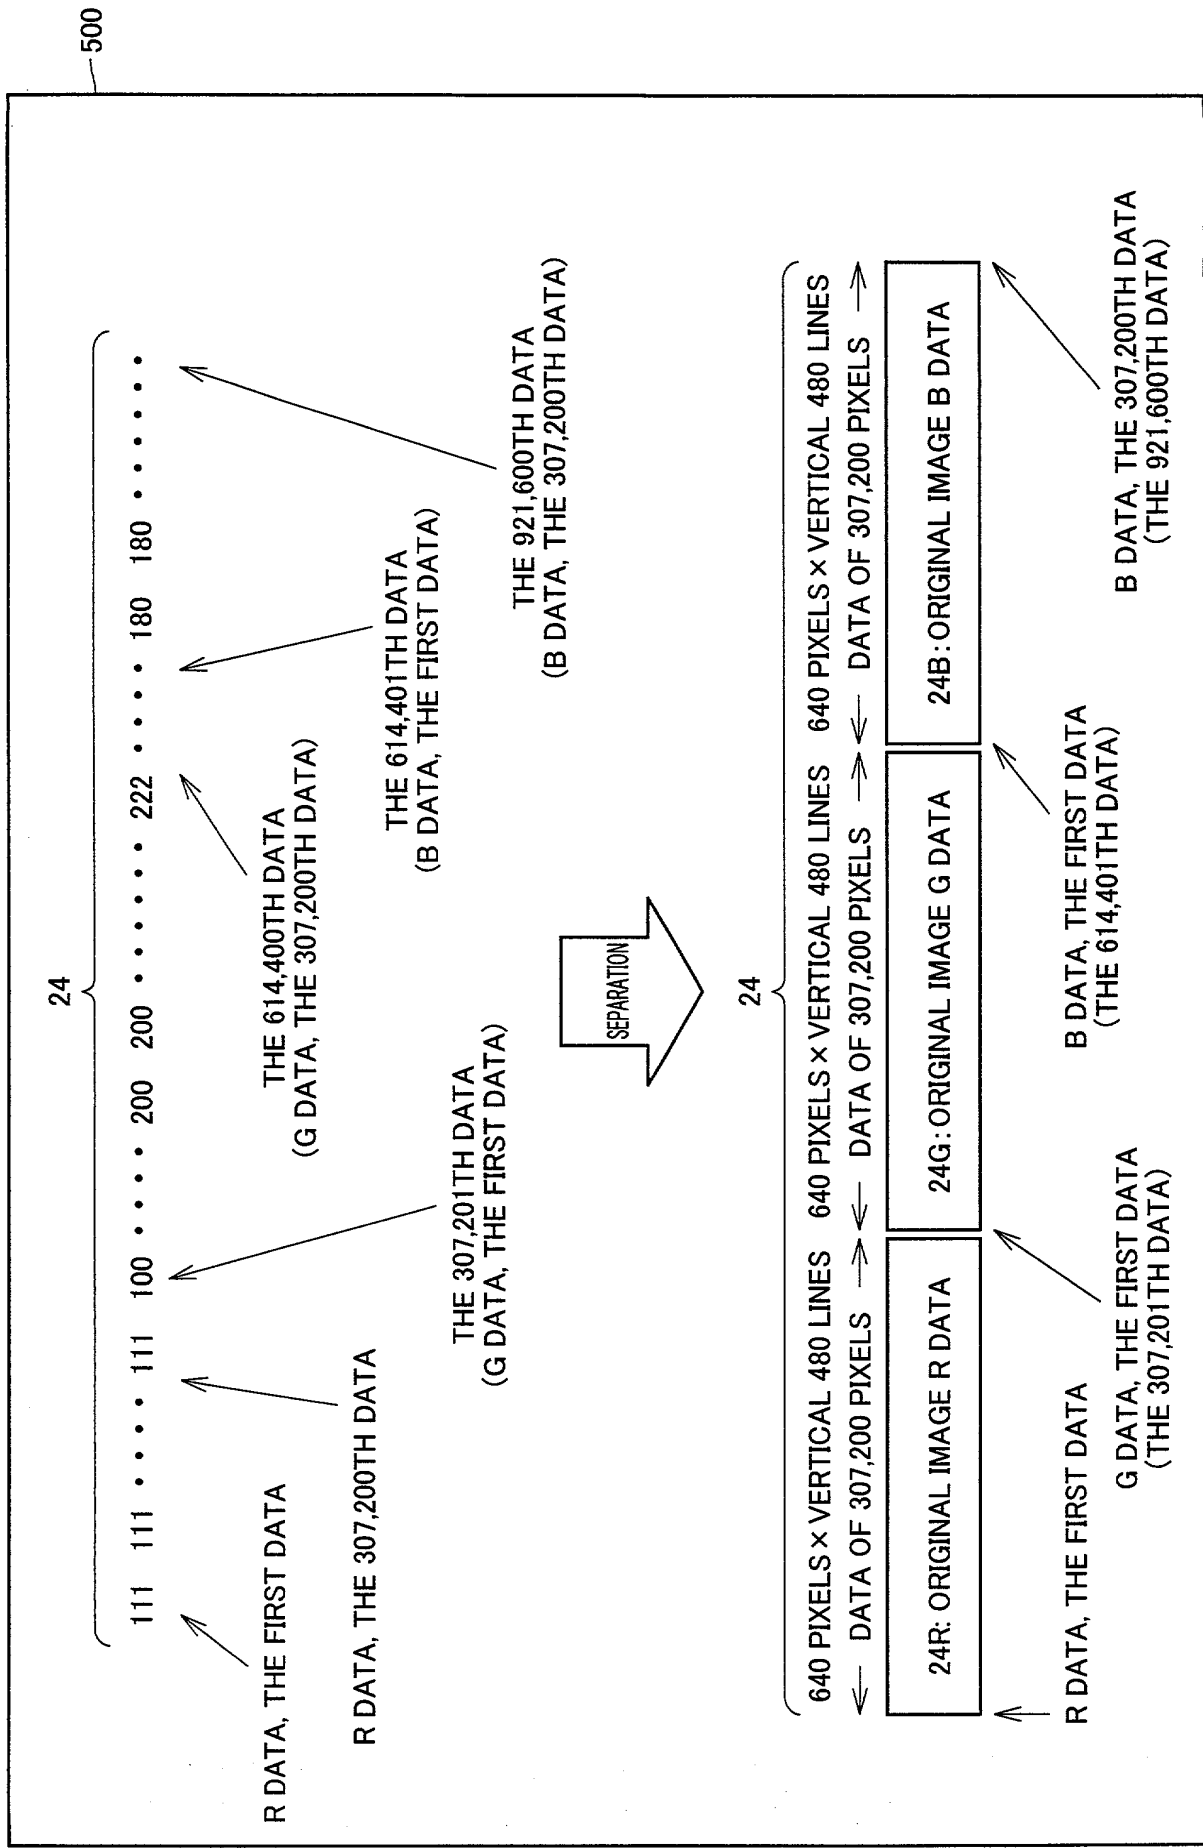 500
24
111 111 • • • • 111 100 • • • • 200 200 • • • • • • 222 • • • • 180 180 • • • • • •
R DATA, THE FIRST DATA
R DATA, THE 307,200TH DATA
THE 307,201TH DATA
(G DATA, THE FIRST DATA)
THE 614,400TH DATA
(G DATA, THE 307,200TH DATA)
THE 614,401TH DATA
(B DATA, THE FIRST DATA)
THE 921,600TH DATA
(B DATA, THE 307,200TH DATA)
SEPARATION
24
640 PIXELS × VERTICAL 480 LINES 640 PIXELS × VERTICAL 480 LINES 640 PIXELS × VERTICAL 480 LINES
← DATA OF 307,200 PIXELS → ← DATA OF 307,200 PIXELS → ← DATA OF 307,200 PIXELS →
24R: ORIGINAL IMAGE R DATA 24G: ORIGINAL IMAGE G DATA 24B: ORIGINAL IMAGE B DATA
R DATA, THE FIRST DATA
G DATA, THE FIRST DATA
(THE 307,201TH DATA)
B DATA, THE FIRST DATA
(THE 614,401TH DATA)
B DATA, THE 307,200TH DATA
(THE 921,600TH DATA)